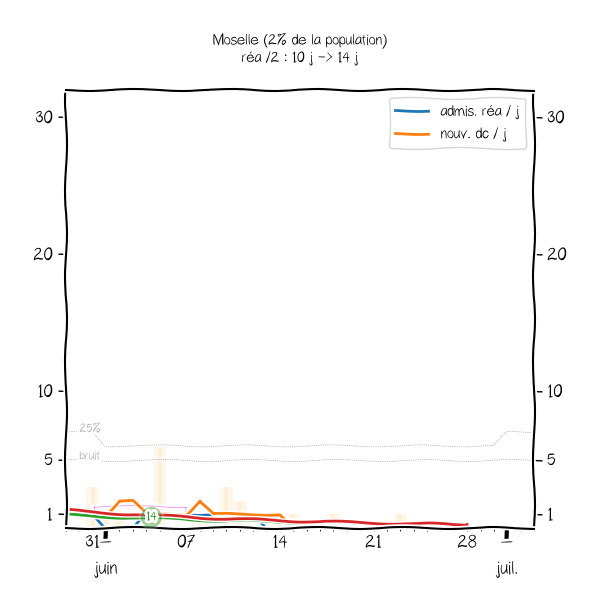 Moselle (2% de la population)
réa /2 : 10 j -> 14 j
admis. réa / j
nouv. dc / j
30
30
20
20
10
10
25%
5
bruit
5
1
14
1
31
07
14
21
28
juin
juil.